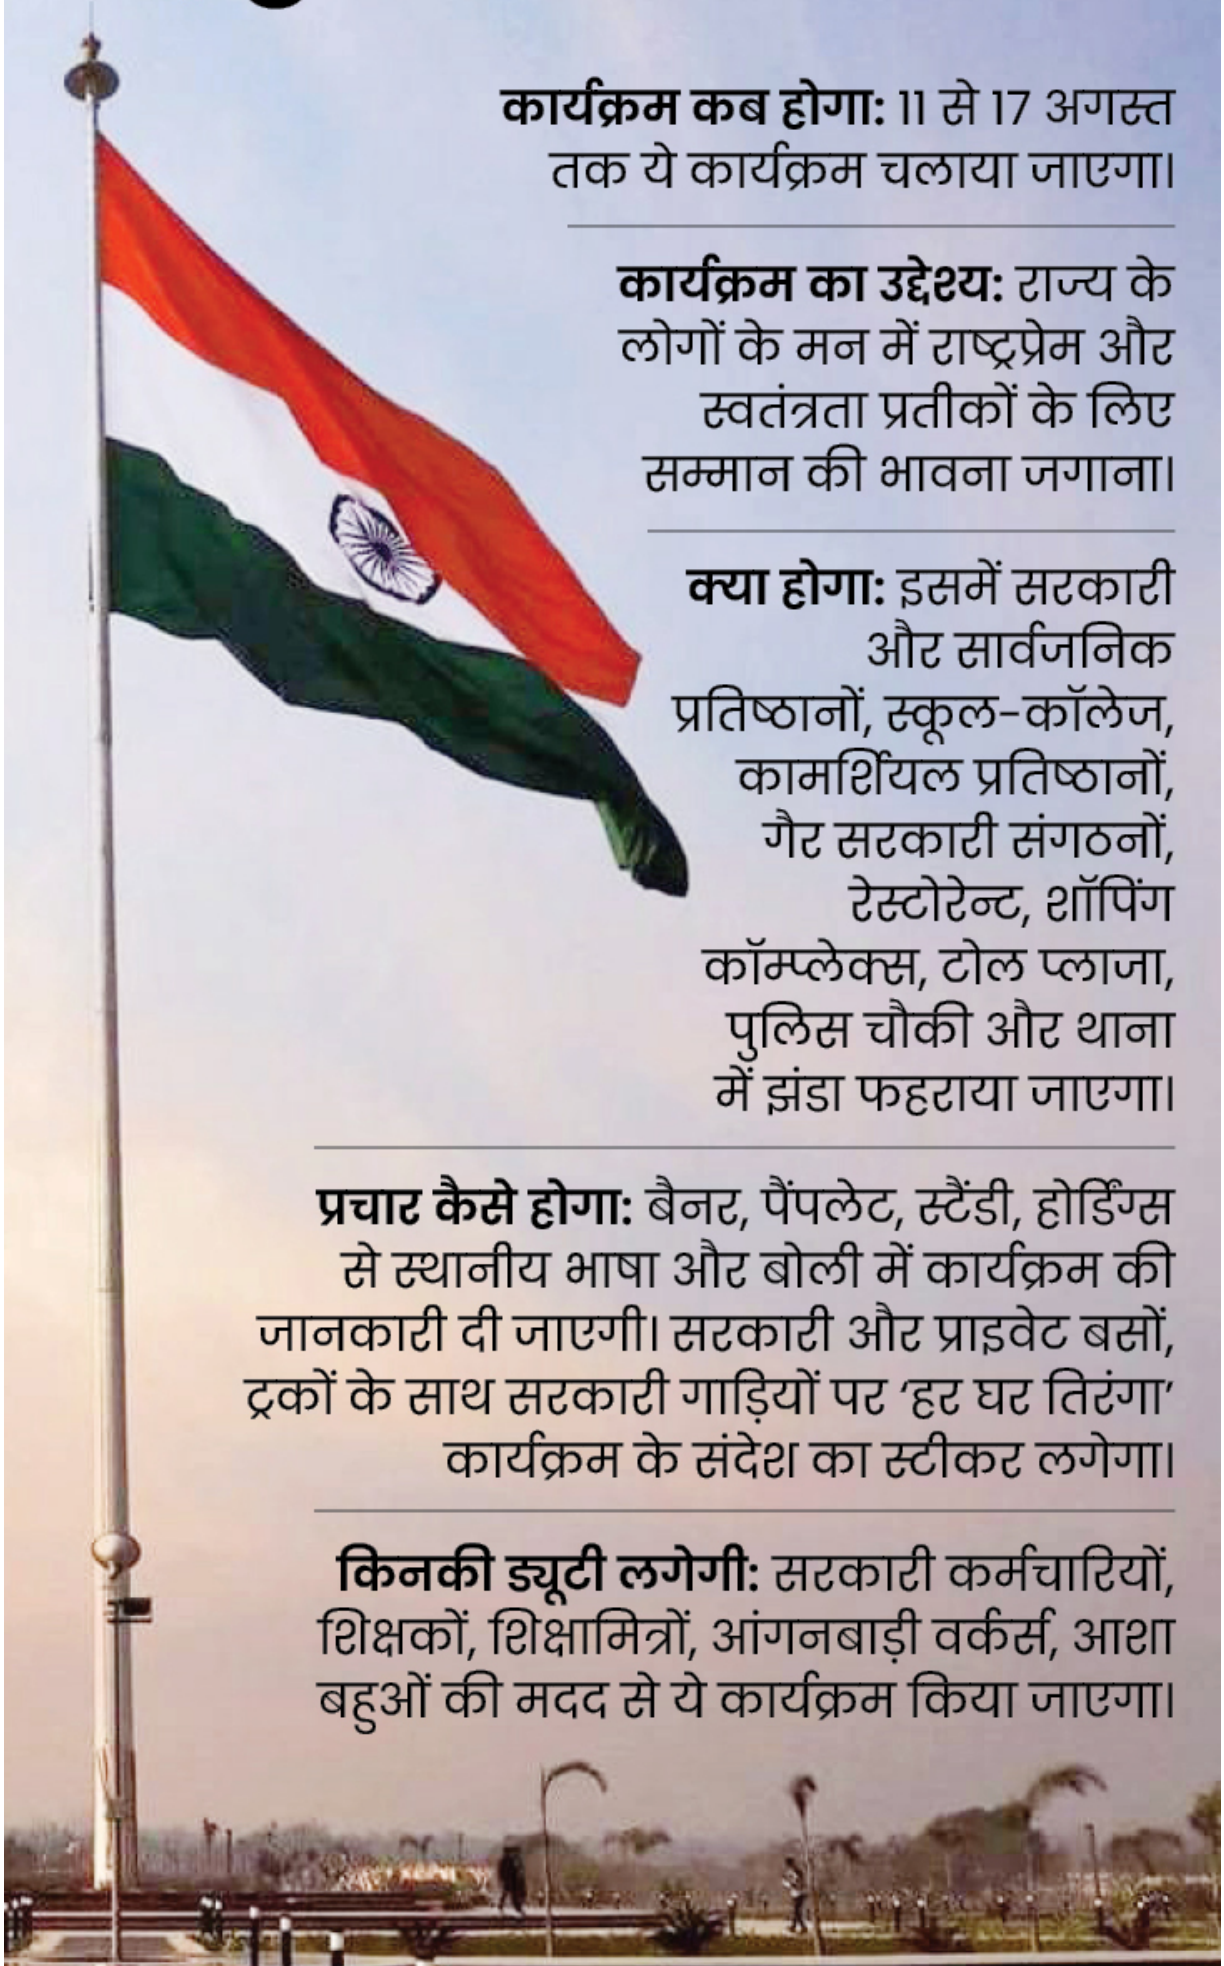 कार्यक्रम कब होगा: 11 से 17 अगस्त
तक ये कार्यक्रम चलाया जाएगा।
कार्यक्रम का उद्देश्य: राज्य के
लोगों के मन में राष्ट्रप्रेम और
स्वतंत्रता प्रतीकों के लिए
सम्मान की भावना जगाना।
क्या होगा: इसमें सरकारी
और सार्वजनिक
प्रतिष्ठानों, स्कूल-कॉलेज,
कामर्शियल प्रतिष्ठानों,
गैर सरकारी संगठनों,
रेस्टोरेन्ट, शॉपिंग
कॉम्प्लेक्स, टोल प्लाजा,
पुलिस चौकी और थाना
में झंडा फहराया जाएगा।
प्रचार कैसे होगा: बैनर, पैंपलेट, स्टैंडी, होर्डिंग्स
से स्थानीय भाषा और बोली में कार्यक्रम की
जानकारी दी जाएगी। सरकारी और प्राइवेट बसों,
ट्रकों के साथ सरकारी गाड़ियों पर ‘हर घर तिरंगा’
कार्यक्रम के संदेश का स्टीकर लगेगा।
किनकी ड्यूटी लगेगी: सरकारी कर्मचारियों,
शिक्षकों, शिक्षामित्रों, आंगनबाड़ी वर्कर्स, आशा
बहुओं की मदद से ये कार्यक्रम किया जाएगा।